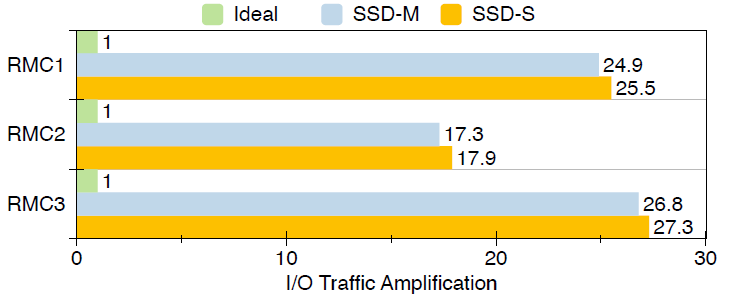 Ideal SSD-M SSD-S
RMC1
1
24.9
25.5
RMC2
1
17.3
17.9
RMC3
1
26.8
27.3
0 10 20 30
I/O Traffic Amplification